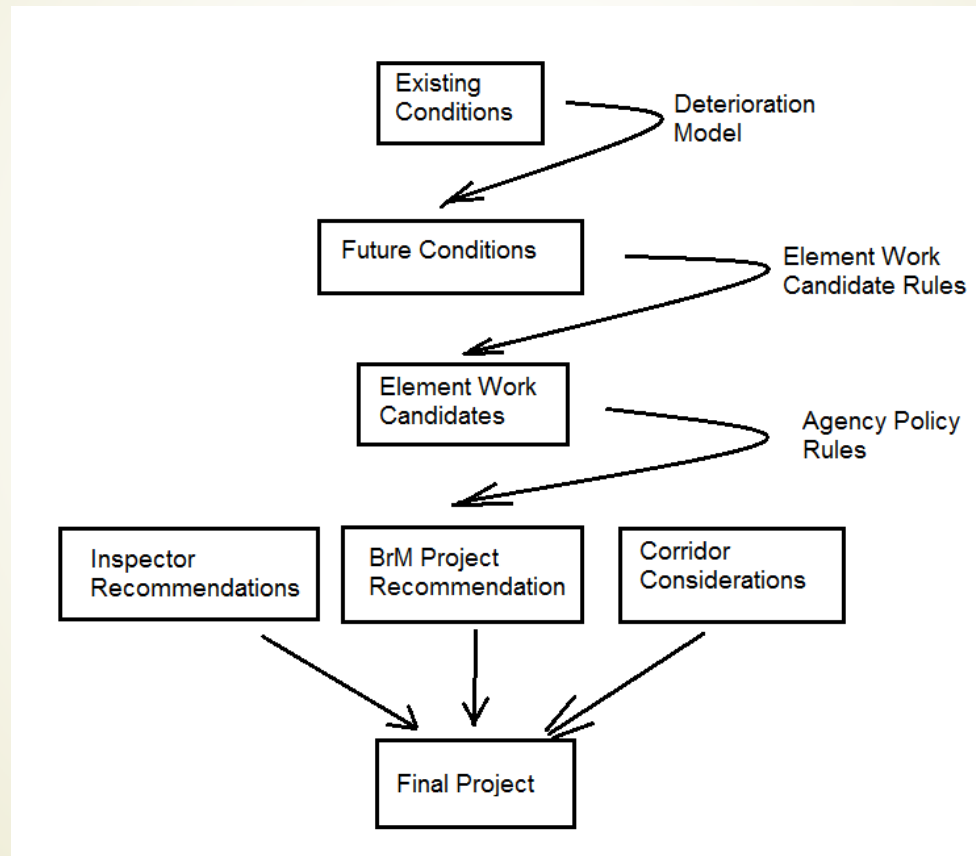 Existing
Conditions
Deterioration
Model
Future Conditions
Element Work
Candidate Rules
Element Work
Candidates
Agency Policy
Rules
Inspector
Recommendations
BrM Project
Recommendation
Corridor
Considerations
Final Project